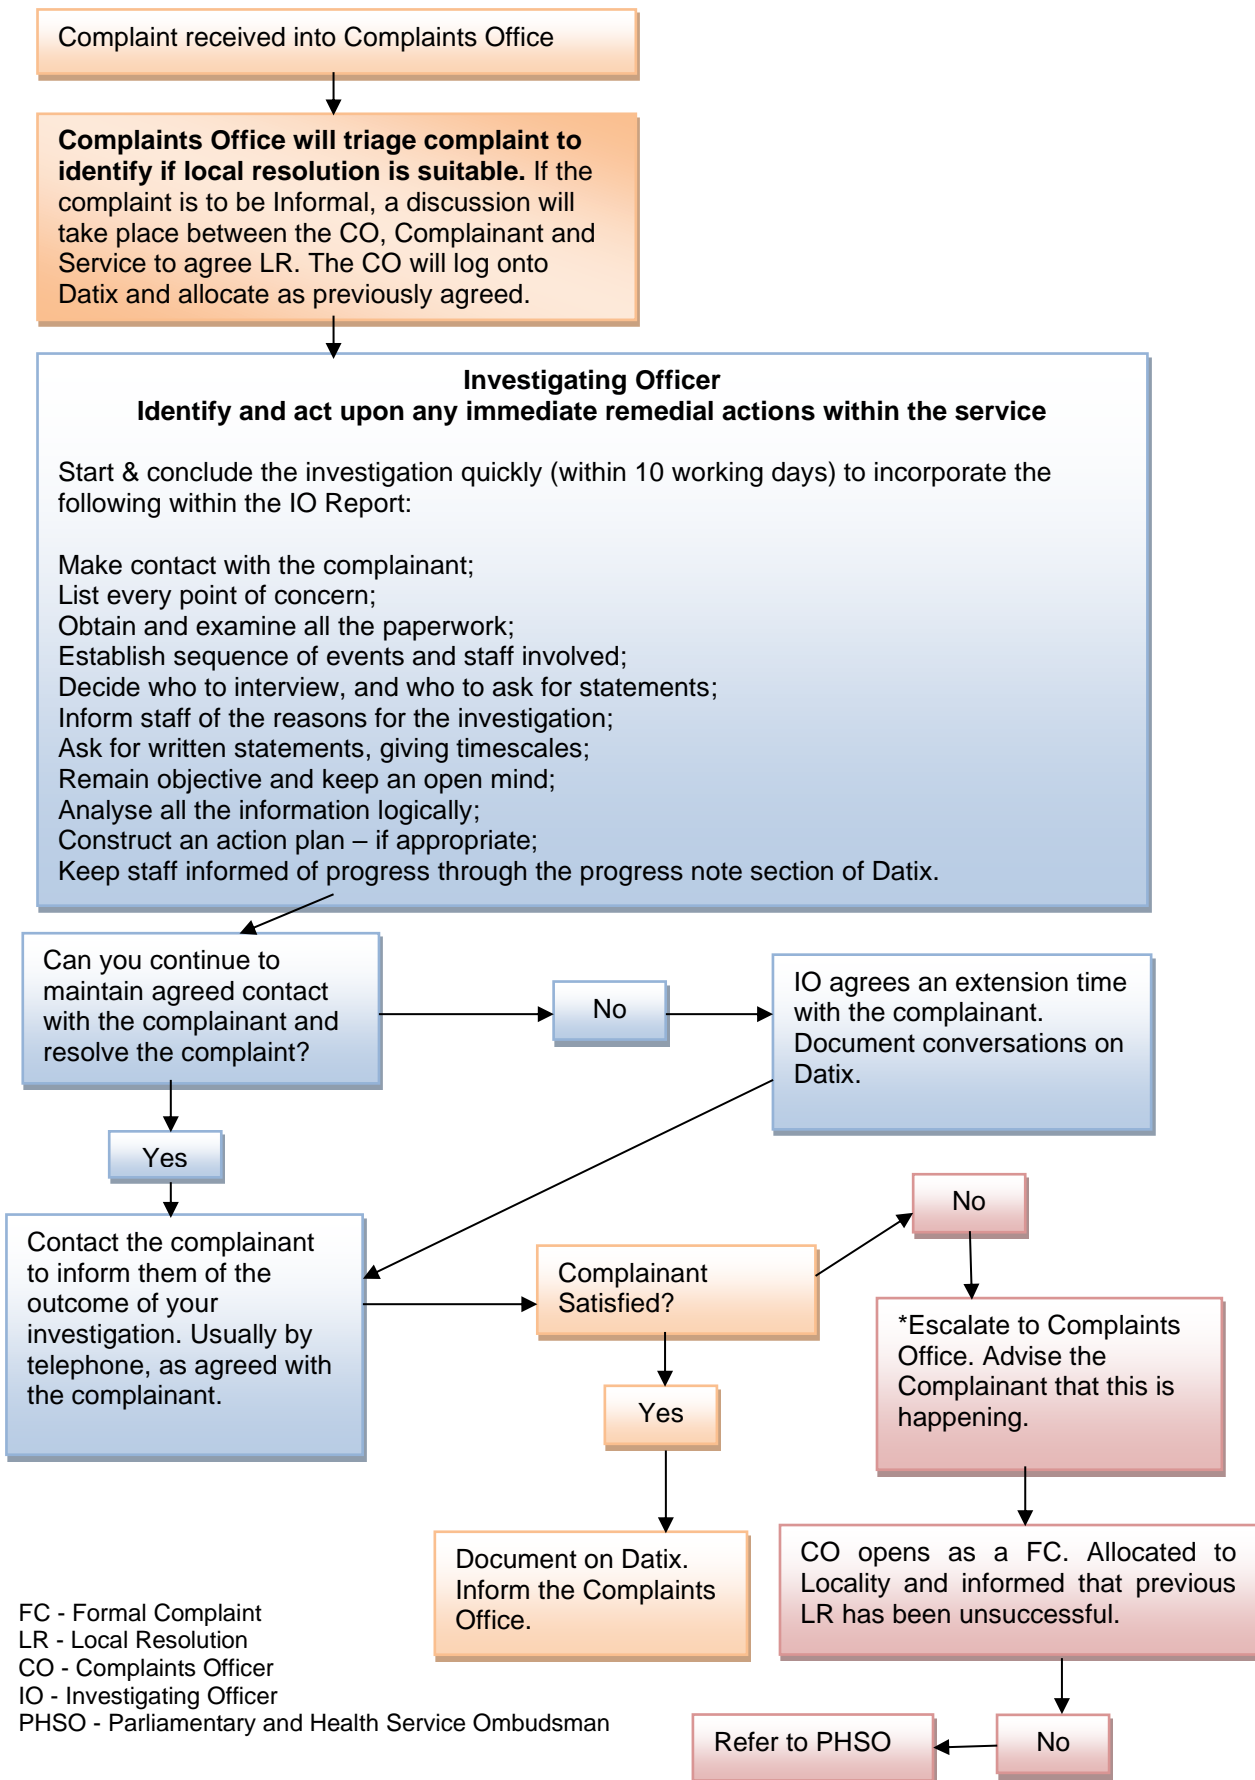 Complaint received into Complaints Office
Complaints Office will triage complaint to
identify if local resolution is suitable. If the
complaint is to be Informal, a discussion will
take place between the CO, Complainant and
Service to agree LR. The CO will log onto
Datix and allocate as previously agreed.
Investigating Officer
Identify and act upon any immediate remedial actions within the service
Start & conclude the investigation quickly (within 10 working days) to incorporate the
following within the IO Report:
Make contact with the complainant;
List every point of concern;
Obtain and examine all the paperwork;
Establish sequence of events and staff involved;
Decide who to interview, and who to ask for statements;
Inform staff of the reasons for the investigation;
Ask for written statements, giving timescales;
Remain objective and keep an open mind;
Analyse all the information logically;
Construct an action plan – if appropriate;
Keep staff informed of progress through the progress note section of Datix.
Can you continue to
maintain agreed contact
with the complainant and
resolve the complaint?
No
IO agrees an extension time
with the complainant.
Document conversations on
Datix.
Yes
Contact the complainant
to inform them of the
outcome of your
investigation. Usually by
telephone, as agreed with
the complainant.
Complainant
Satisfied?
No
*Escalate to Complaints
Office. Advise the
Complainant that this is
happening.
Yes
Document on Datix.
Inform the Complaints
Office.
CO opens as a FC. Allocated to
Locality and informed that previous
LR has been unsuccessful.
No
Refer to PHSO
FC - Formal Complaint
LR - Local Resolution
CO - Complaints Officer
IO - Investigating Officer
PHSO - Parliamentary and Health Service Ombudsman